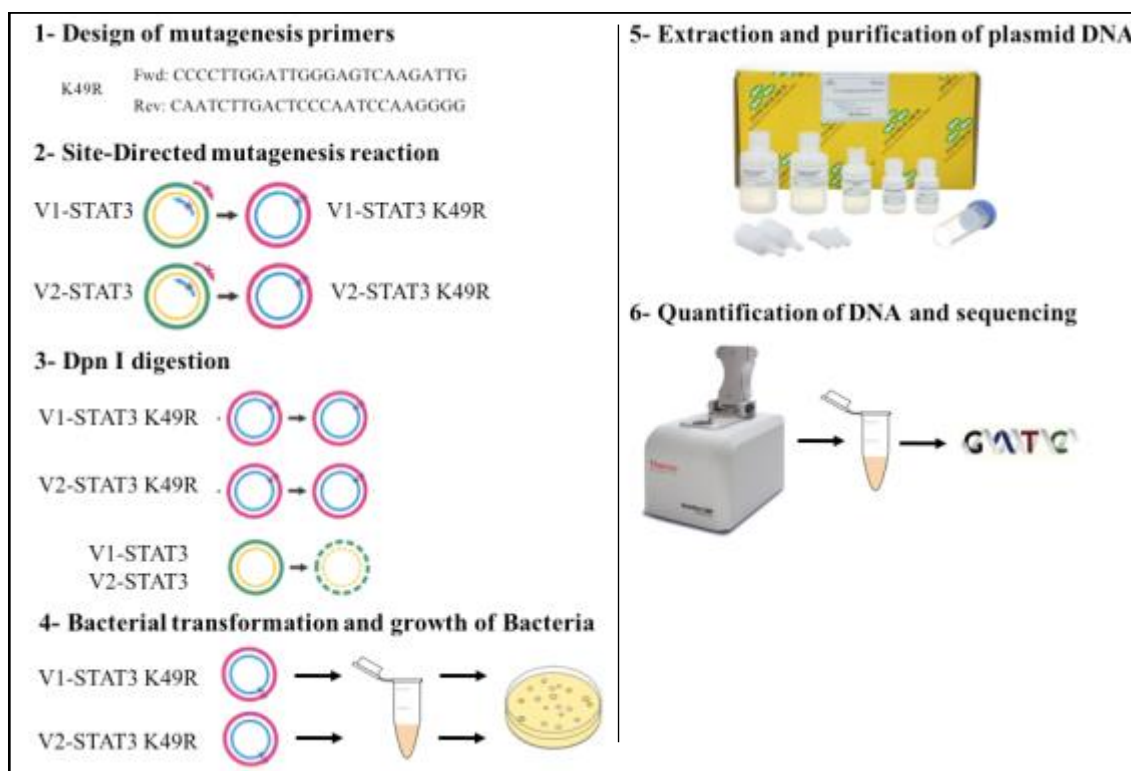 1- Design of mutagenesis primers
K49R
Fwd: CCCCTTGGATTGGGAGTCAAGATTG
Rev: CAATCTTGACTCCCAATCCAAGGGG
2- Site-Directed mutagenesis reaction
V1-STAT3
V1-STAT3 K49R
V2-STAT3
V2-STAT3 K49R
3- Dpn I digestion
V1-STAT3 K49R
V2-STAT3 K49R
V1-STAT3
V2-STAT3
4- Bacterial transformation and growth of Bacteria
V1-STAT3 K49R
V2-STAT3 K49R
5- Extraction and purification of plasmid DNA
6- Quantification of DNA and sequencing
GATC